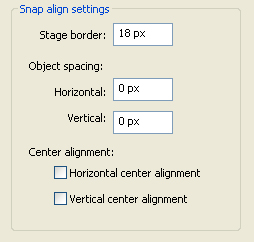 Snap align settings
Stage border: 18 px
Object spacing:
Horizontal: 0 px
Vertical: 0 px
Center alignment:
Horizontal center alignment
Vertical center alignment